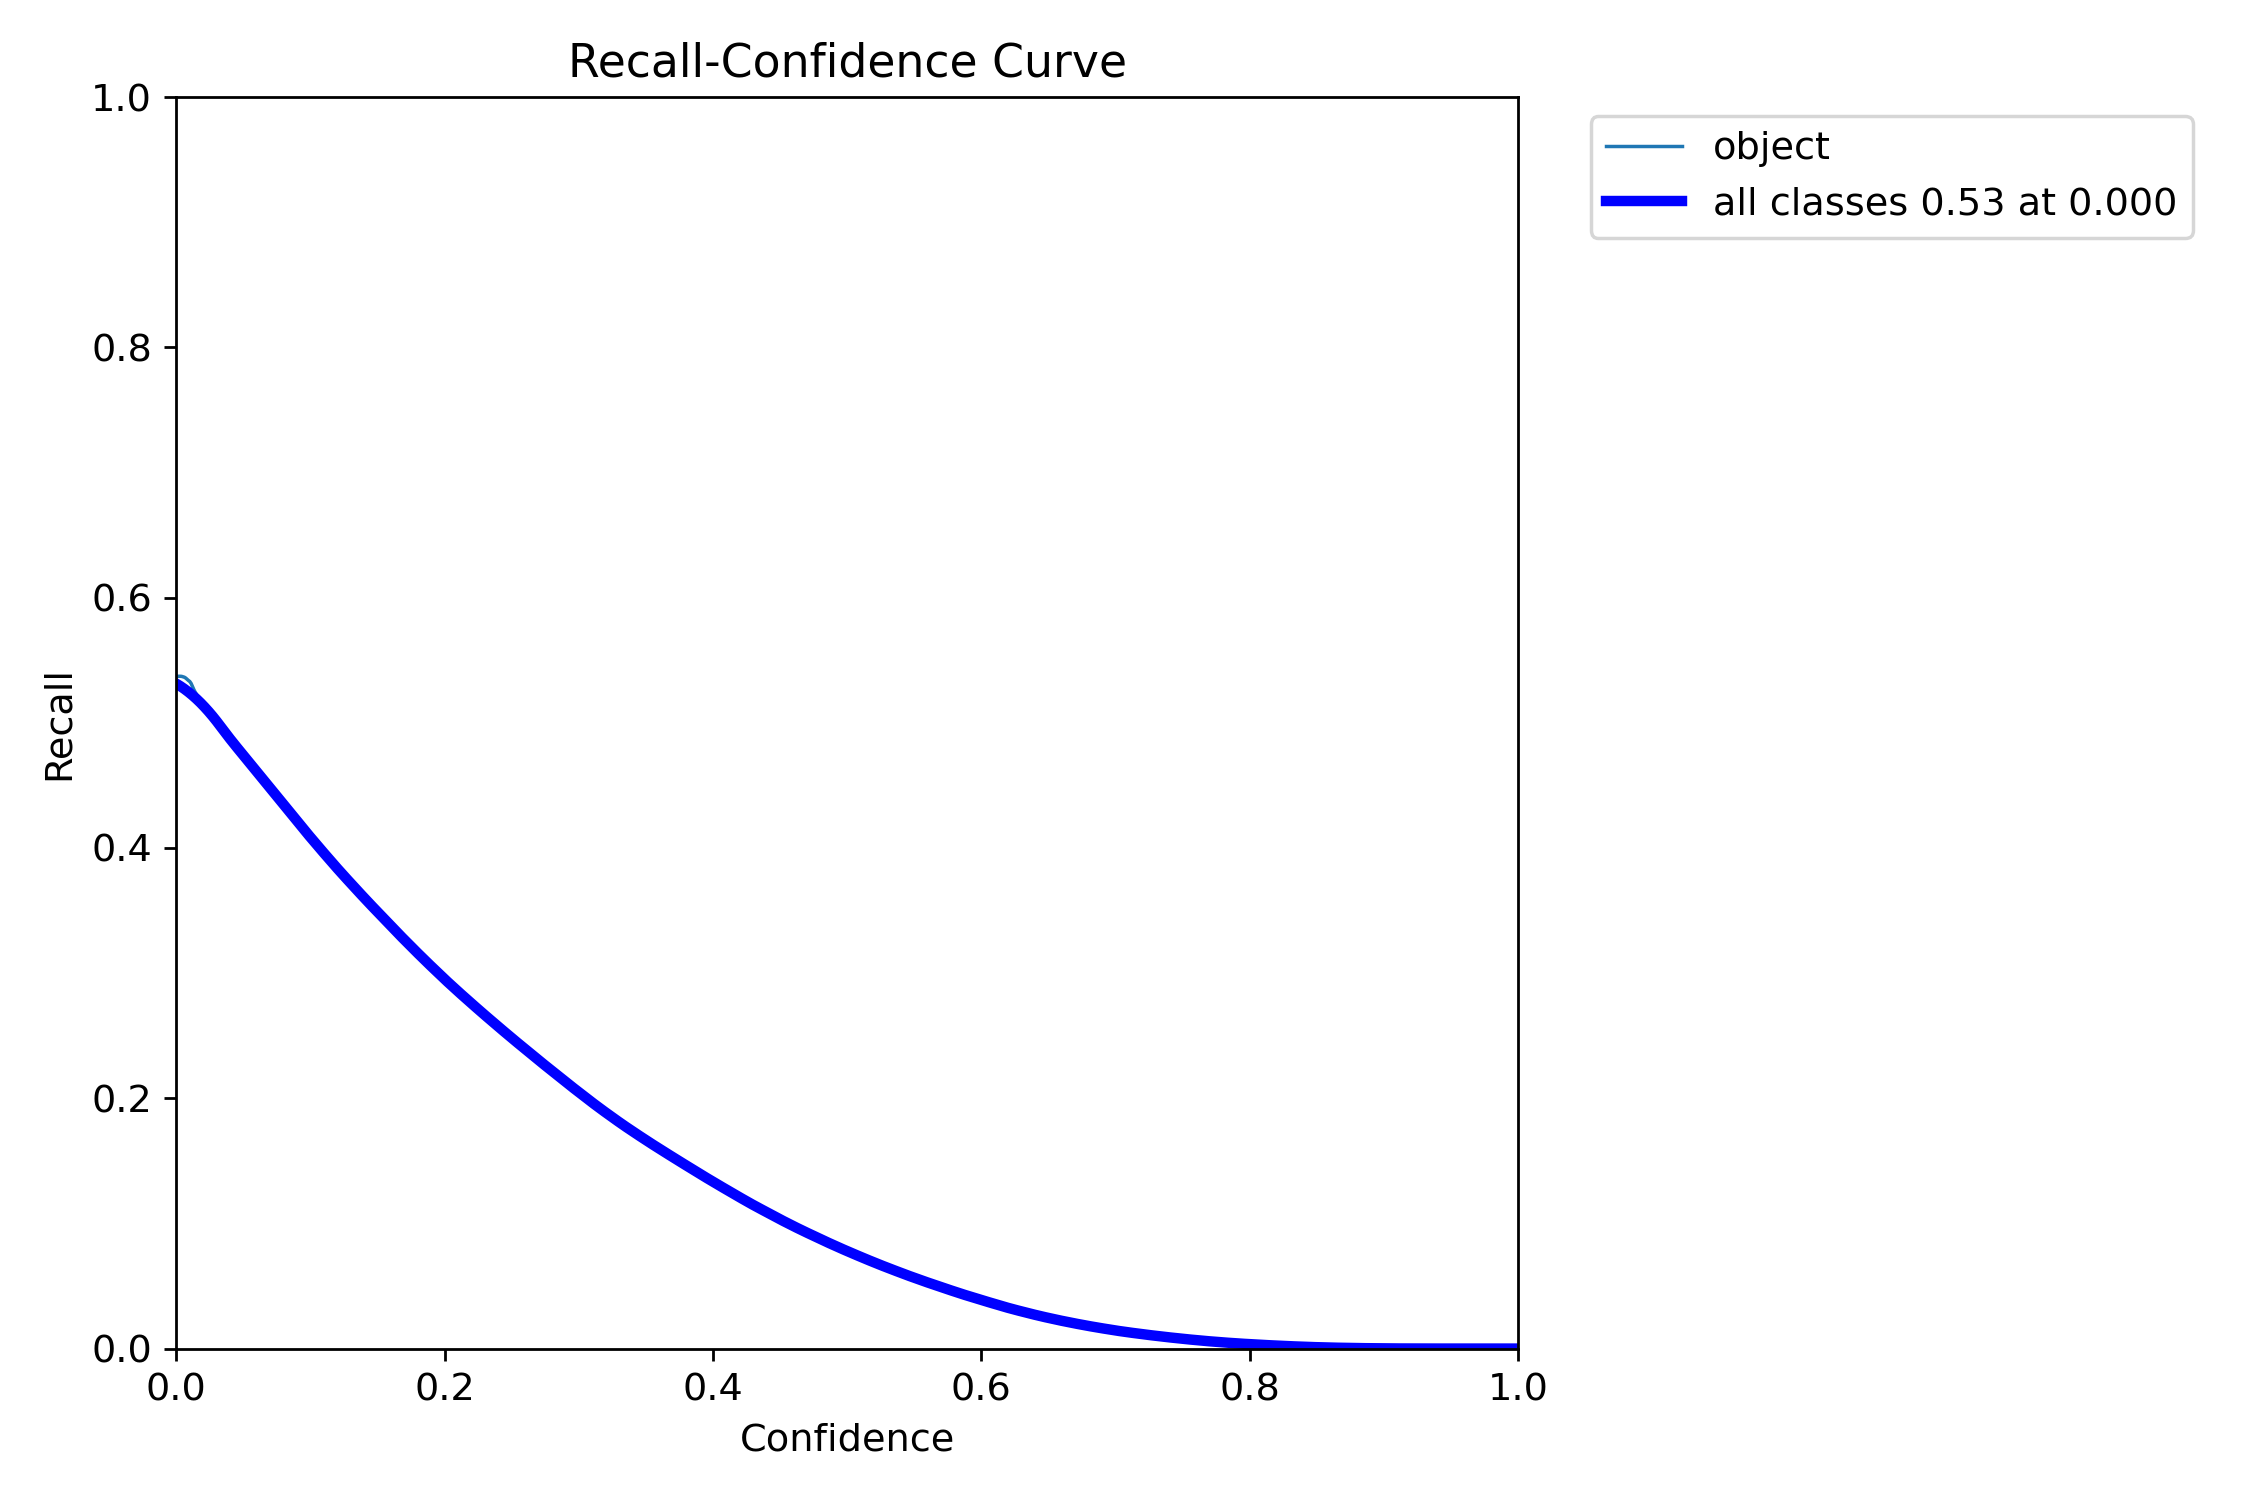 Recall-Confidence Curve
1.0
0.8
0.6
0.4
0.2
0.0
Recall
0.0 0.2 0.4 0.6 0.8 1.0
Confidence
object
all classes 0.53 at 0.000